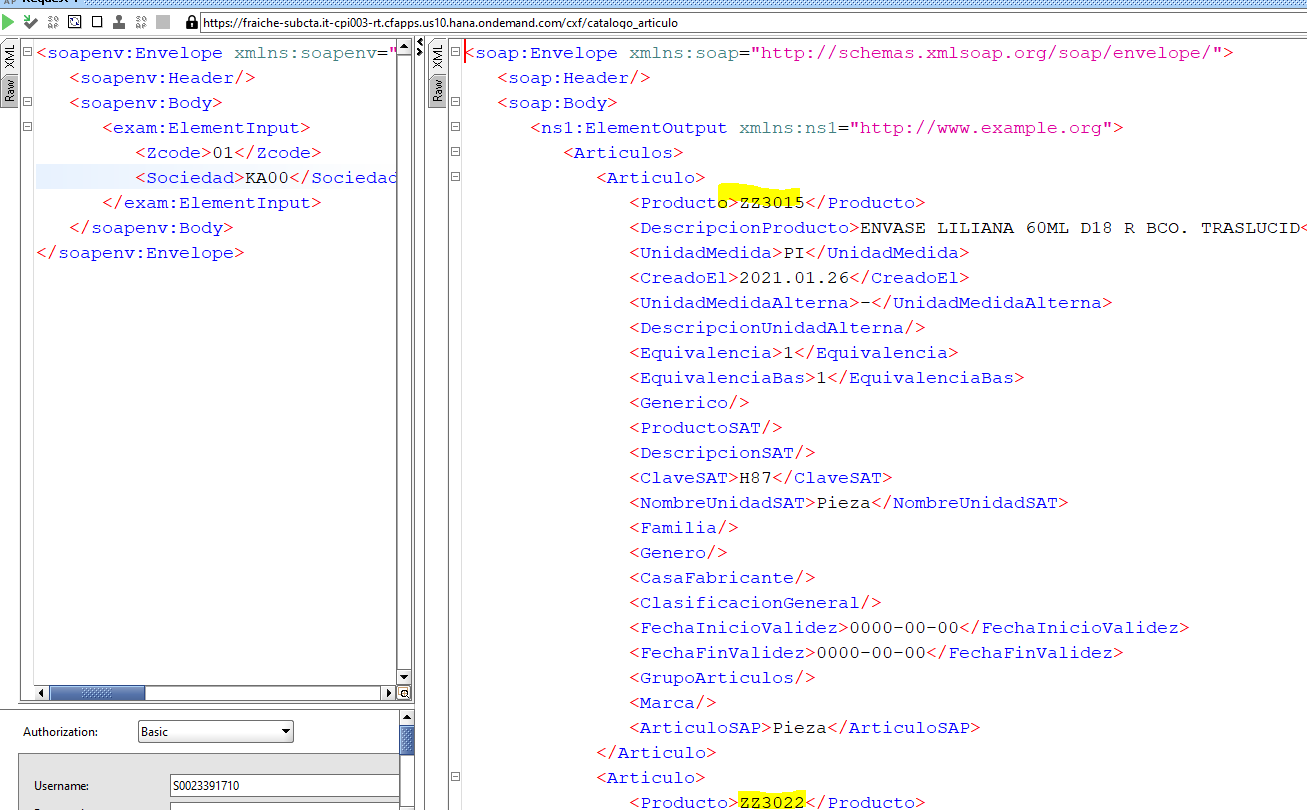 https://fraiche-subcta.it-cpi003-rt.cfapps.us10.hana.ondemand.com/cxf/catalogo_articulo
XML
Raw
<soapenv:Envelope xmlns:soapenv="
<soapenv:Header/>
<soapenv:Body>
<exam:ElementInput>
<Zcode>01</Zcode>
<Sociedad>KA00</Sociedad
</exam:ElementInput>
</soapenv:Body>
</soapenv:Envelope>
Authorization:
Basic
Username:
S0023391710
XML
Raw
<soap:Envelope xmlns:soap="http://schemas.xmlsoap.org/soap/envelope/">
<soap:Header/>
<soap:Body>
<ns1:ElementOutput xmlns:ns1="http://www.example.org">
<Articulos>
<Articulo>
<Producto>ZZ3015</Producto>
<DescripcionProducto>ENVASE LILIANA 60ML D18 R BCO. TRASLUCID<
<UnidadMedida>PI</UnidadMedida>
<CreadoEl>2021.01.26</CreadoEl>
<UnidadMedidaAlterna>-</UnidadMedidaAlterna>
<DescripcionUnidadAlterna/>
<Equivalencia>1</Equivalencia>
<EquivalenciaBas>1</EquivalenciaBas>
<Generico/>
<ProductoSAT/>
<DescripcionSAT/>
<ClaveSAT>H87</ClaveSAT>
<NombreUnidadSAT>Pieza</NombreUnidadSAT>
<Familia/>
<Genero/>
<CasaFabricante/>
<ClasificacionGeneral/>
<FechaInicioValidez>0000-00-00</FechaInicioValidez>
<FechaFinValidez>0000-00-00</FechaFinValidez>
<GrupoArticulos/>
<Marca/>
<ArticuloSAP>Pieza</ArticuloSAP>
</Articulo>
<Articulo>
<Producto>ZZ3022</Producto>